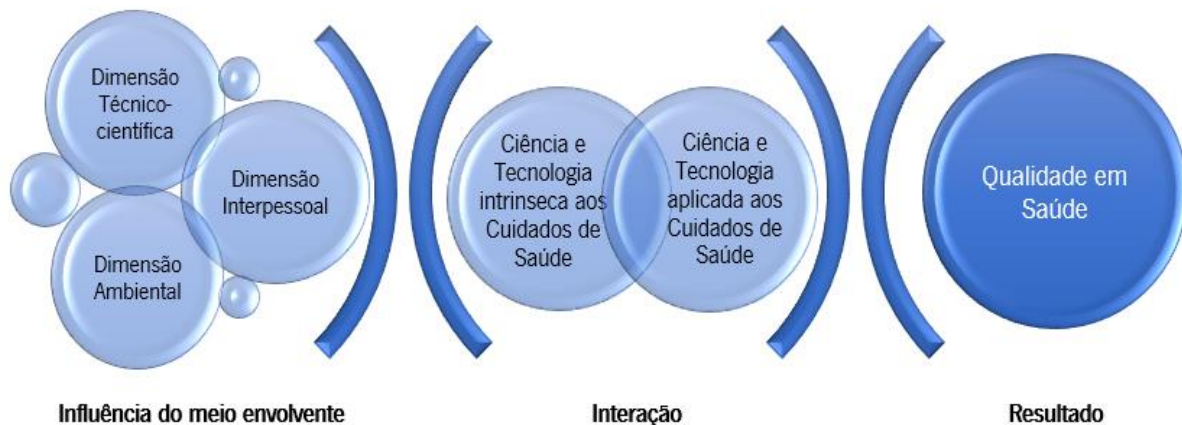 Dimensão
Técnico-
científica
Dimensão
Interpessoal
Dimensão
Ambiental
Ciência e
Tecnologia
intrinseca aos
Cuidados de
Saúde
Ciência e
Tecnologia
aplicada aos
Cuidados de
Saúde
Qualidade em
Saúde
Influência do meio envolvente
Interação
Resultado